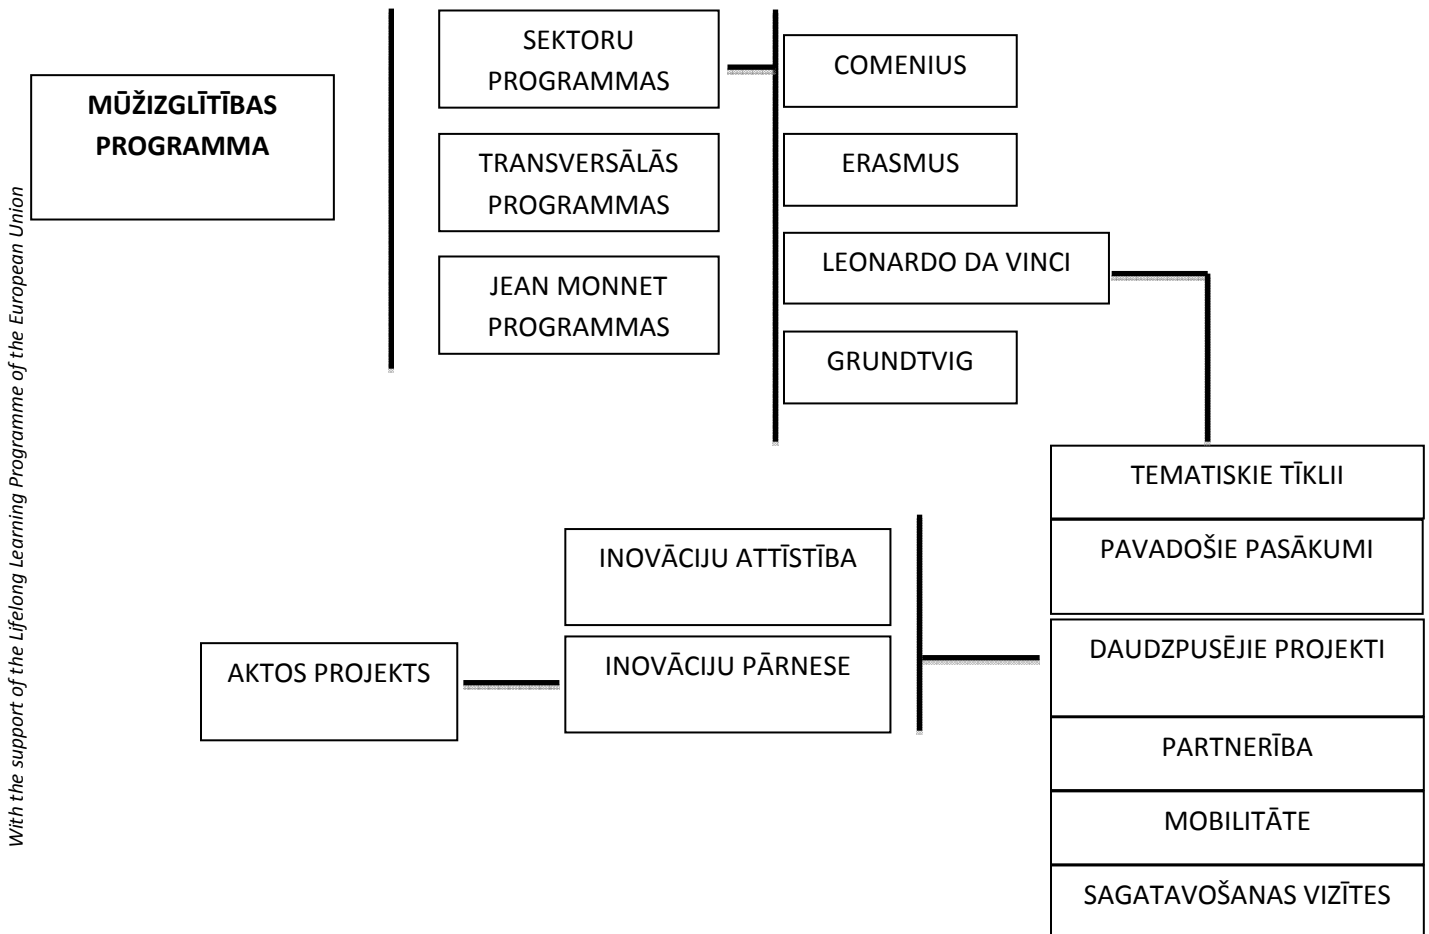 MŪŽIZGLĪTĪBAS
PROGRAMMA
SEKTORU
PROGRAMMAS
TRANSVERSĀLĀS
PROGRAMMAS
JEAN MONNET
PROGRAMMAS
COMENIUS
ERASMUS
LEONARDO DA VINCI
GRUNDTVIG
TEMATISKIE TĪKLII
PAVADOŠIE PASĀKUMI
DAUDZPUSĒJIE PROJEKTI
PARTNERĪBA
MOBILITĀTE
SAGATAVOŠANAS VIZĪTES
INOVĀCIJU ATTĪSTĪBA
INOVĀCIJU PĀRNESE
AKTOS PROJEKTS
With the support of the Lifelong Learning Programme of the European Union